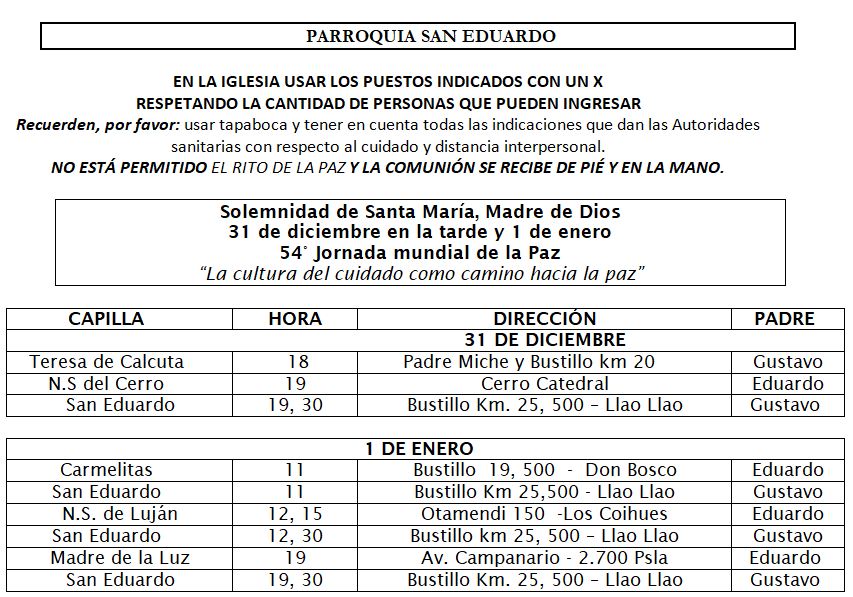 PARROQUIA SAN EDUARDO
EN LA IGLESIA USAR LOS PUESTOS INDICADOS CON UN X
RESPETANDO LA CANTIDAD DE PERSONAS QUE PUEDEN INGRESAR
Recuerden, por favor: usar tapaboca y tener en cuenta todas las indicaciones que dan las Autoridades
sanitarias con respecto al cuidado y distancia interpersonal.
NO ESTÁ PERMITIDO EL RITO DE LA PAZ Y LA COMUNIÓN SE RECIBE DE PIÉ Y EN LA MANO.
Solemnidad de Santa María, Madre de Dios
31 de diciembre en la tarde y 1 de enero
54° Jornada mundial de la Paz
“La cultura del cuidado como camino hacia la paz”
CAPILLA HORA DIRECCIÓN PADRE
31 DE DICIEMBRE
Teresa de Calcuta 18 Padre Miche y Bustillo km 20 Gustavo
N.S del Cerro 19 Cerro Catedral Eduardo
San Eduardo 19, 30 Bustillo Km. 25, 500 – Llao Llao Gustavo
1 DE ENERO
Carmelitas 11 Bustillo 19, 500 - Don Bosco Eduardo
San Eduardo 11 Bustillo Km 25,500 - Llao Llao Gustavo
N.S. de Luján 12, 15 Otamendi 150 -Los Coihues Eduardo
San Eduardo 12, 30 Bustillo km 25, 500 – Llao Llao Gustavo
Madre de la Luz 19 Av. Campanario - 2.700 Psla Eduardo
San Eduardo 19, 30 Bustillo Km. 25, 500 – Llao Llao Gustavo